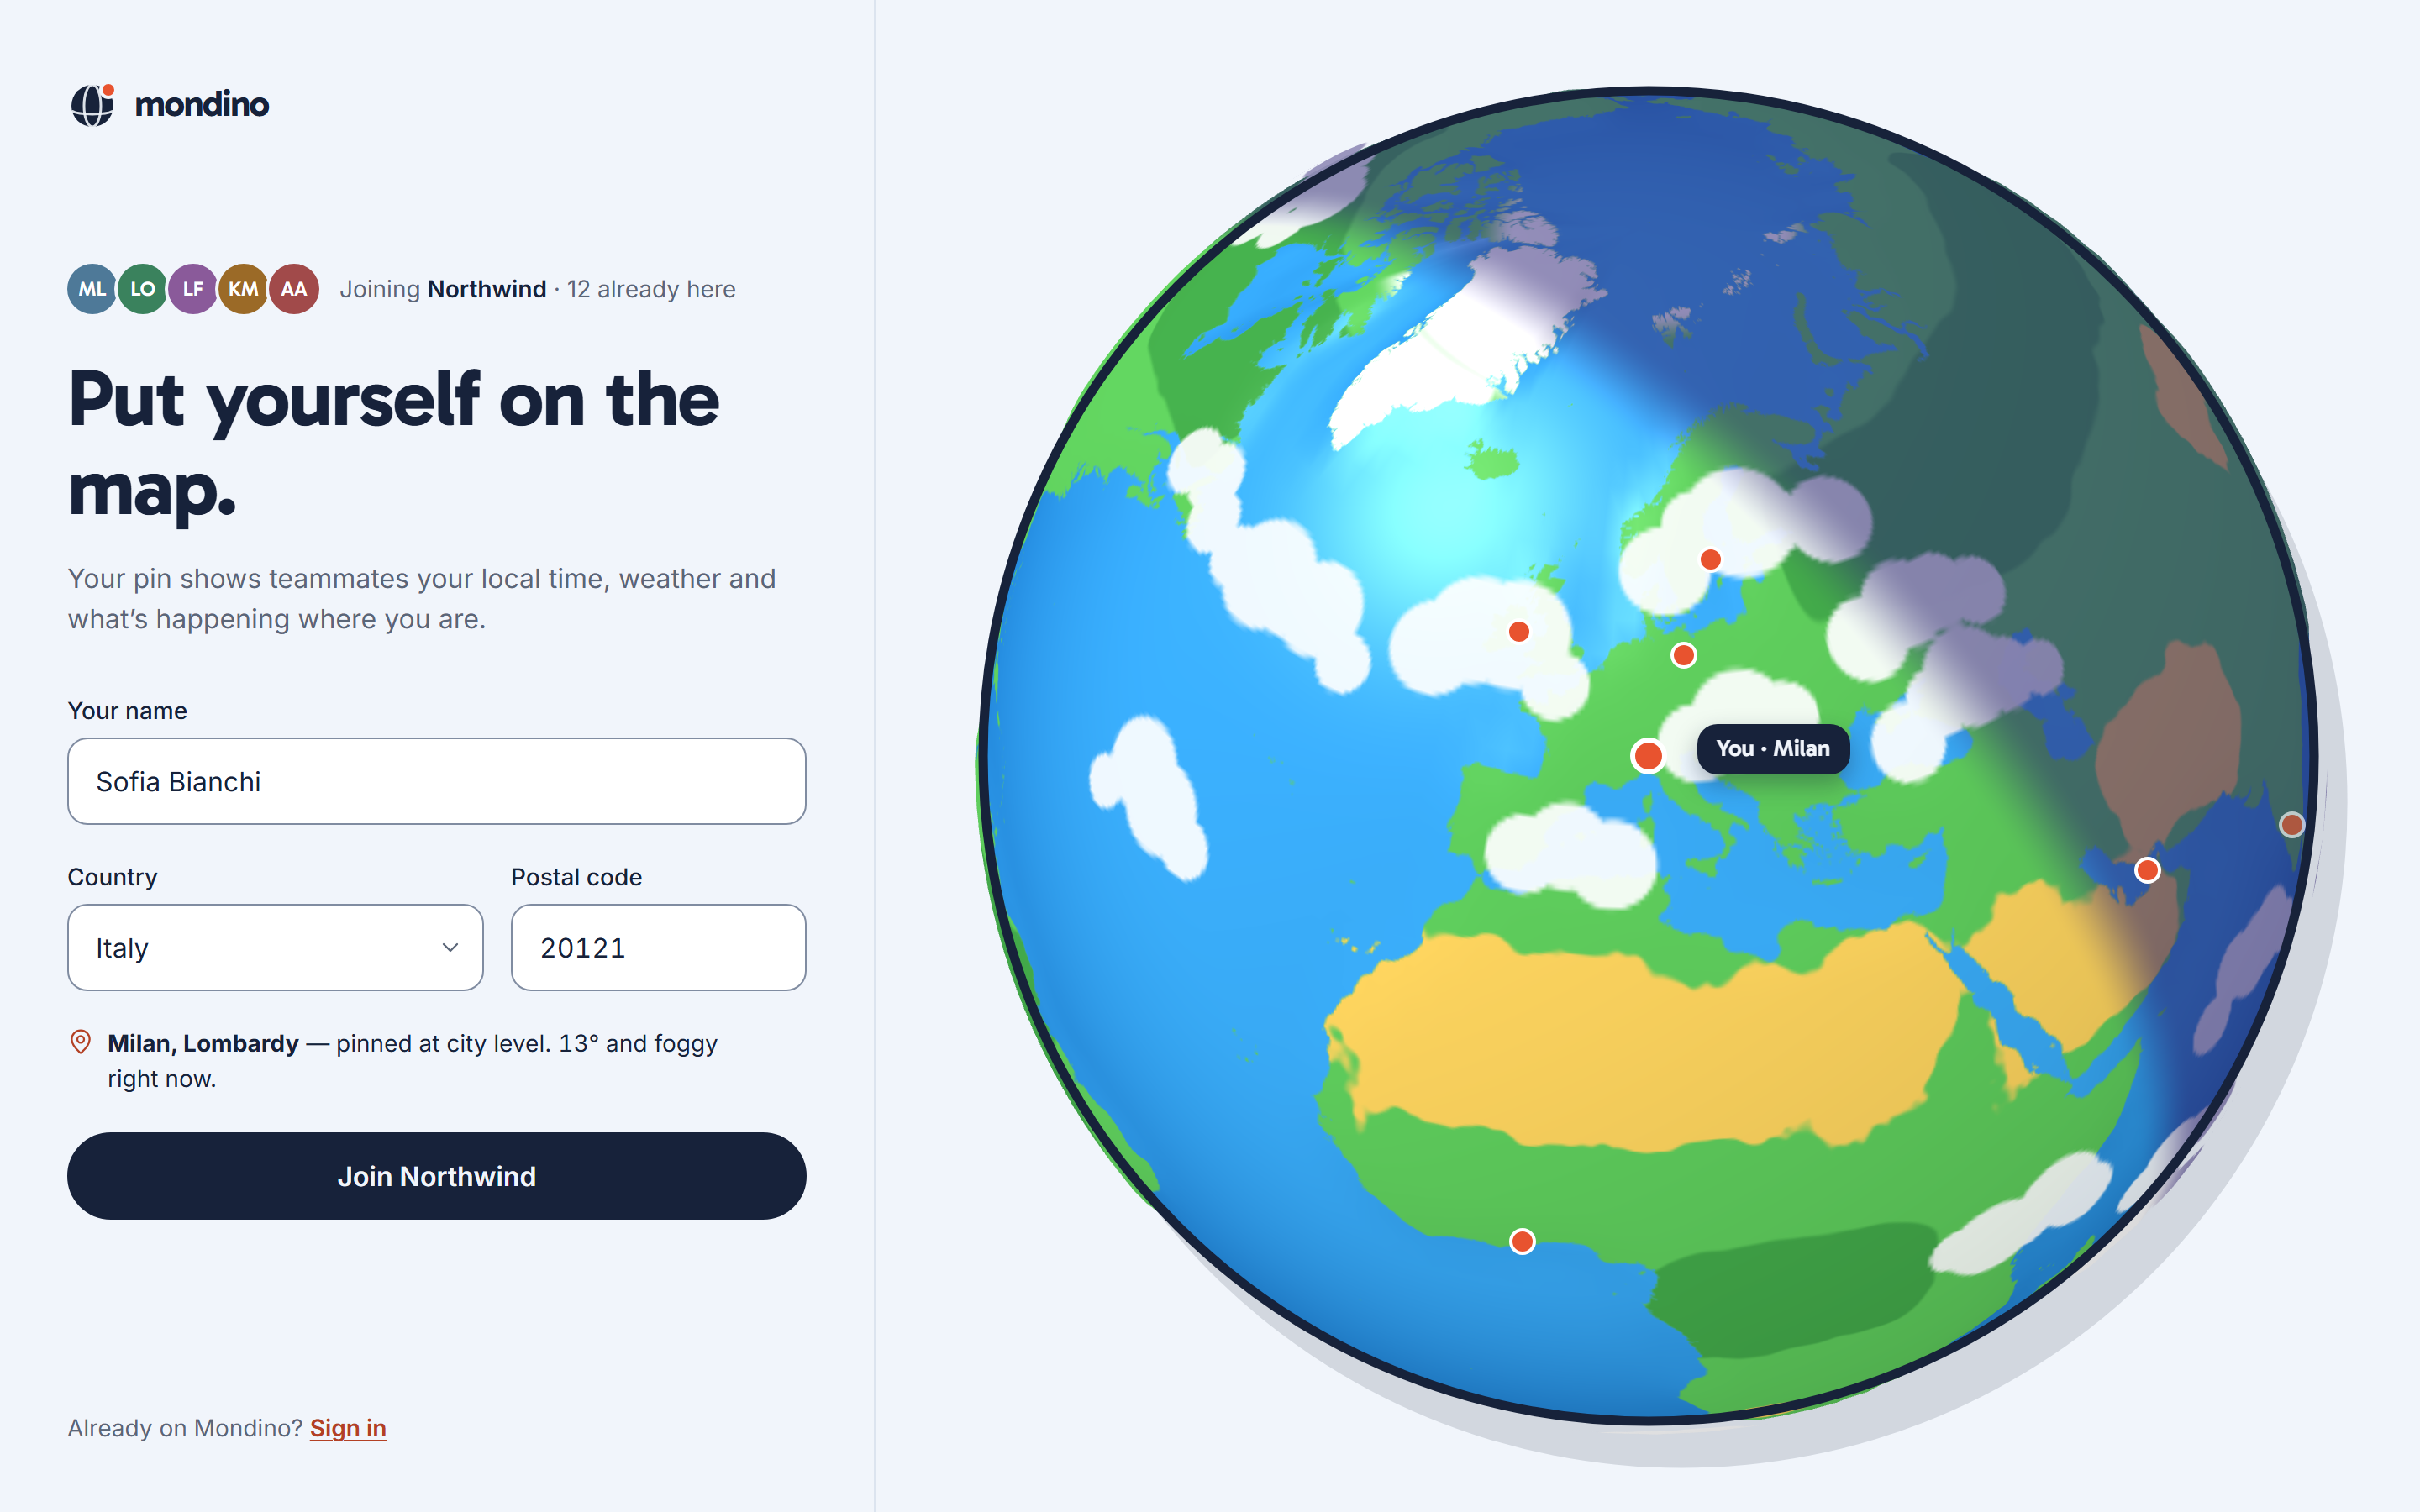 mondino
ML LO LF KM AA Joining Northwind · 12 already here
Put yourself on the
map.
Your pin shows teammates your local time, weather and
what’s happening where you are.
Your name
Sofia Bianchi
Country Postal code
Italy 20121
Milan, Lombardy — pinned at city level. 13° and foggy
right now.
Join Northwind
Already on Mondino? Sign in
You · Milan